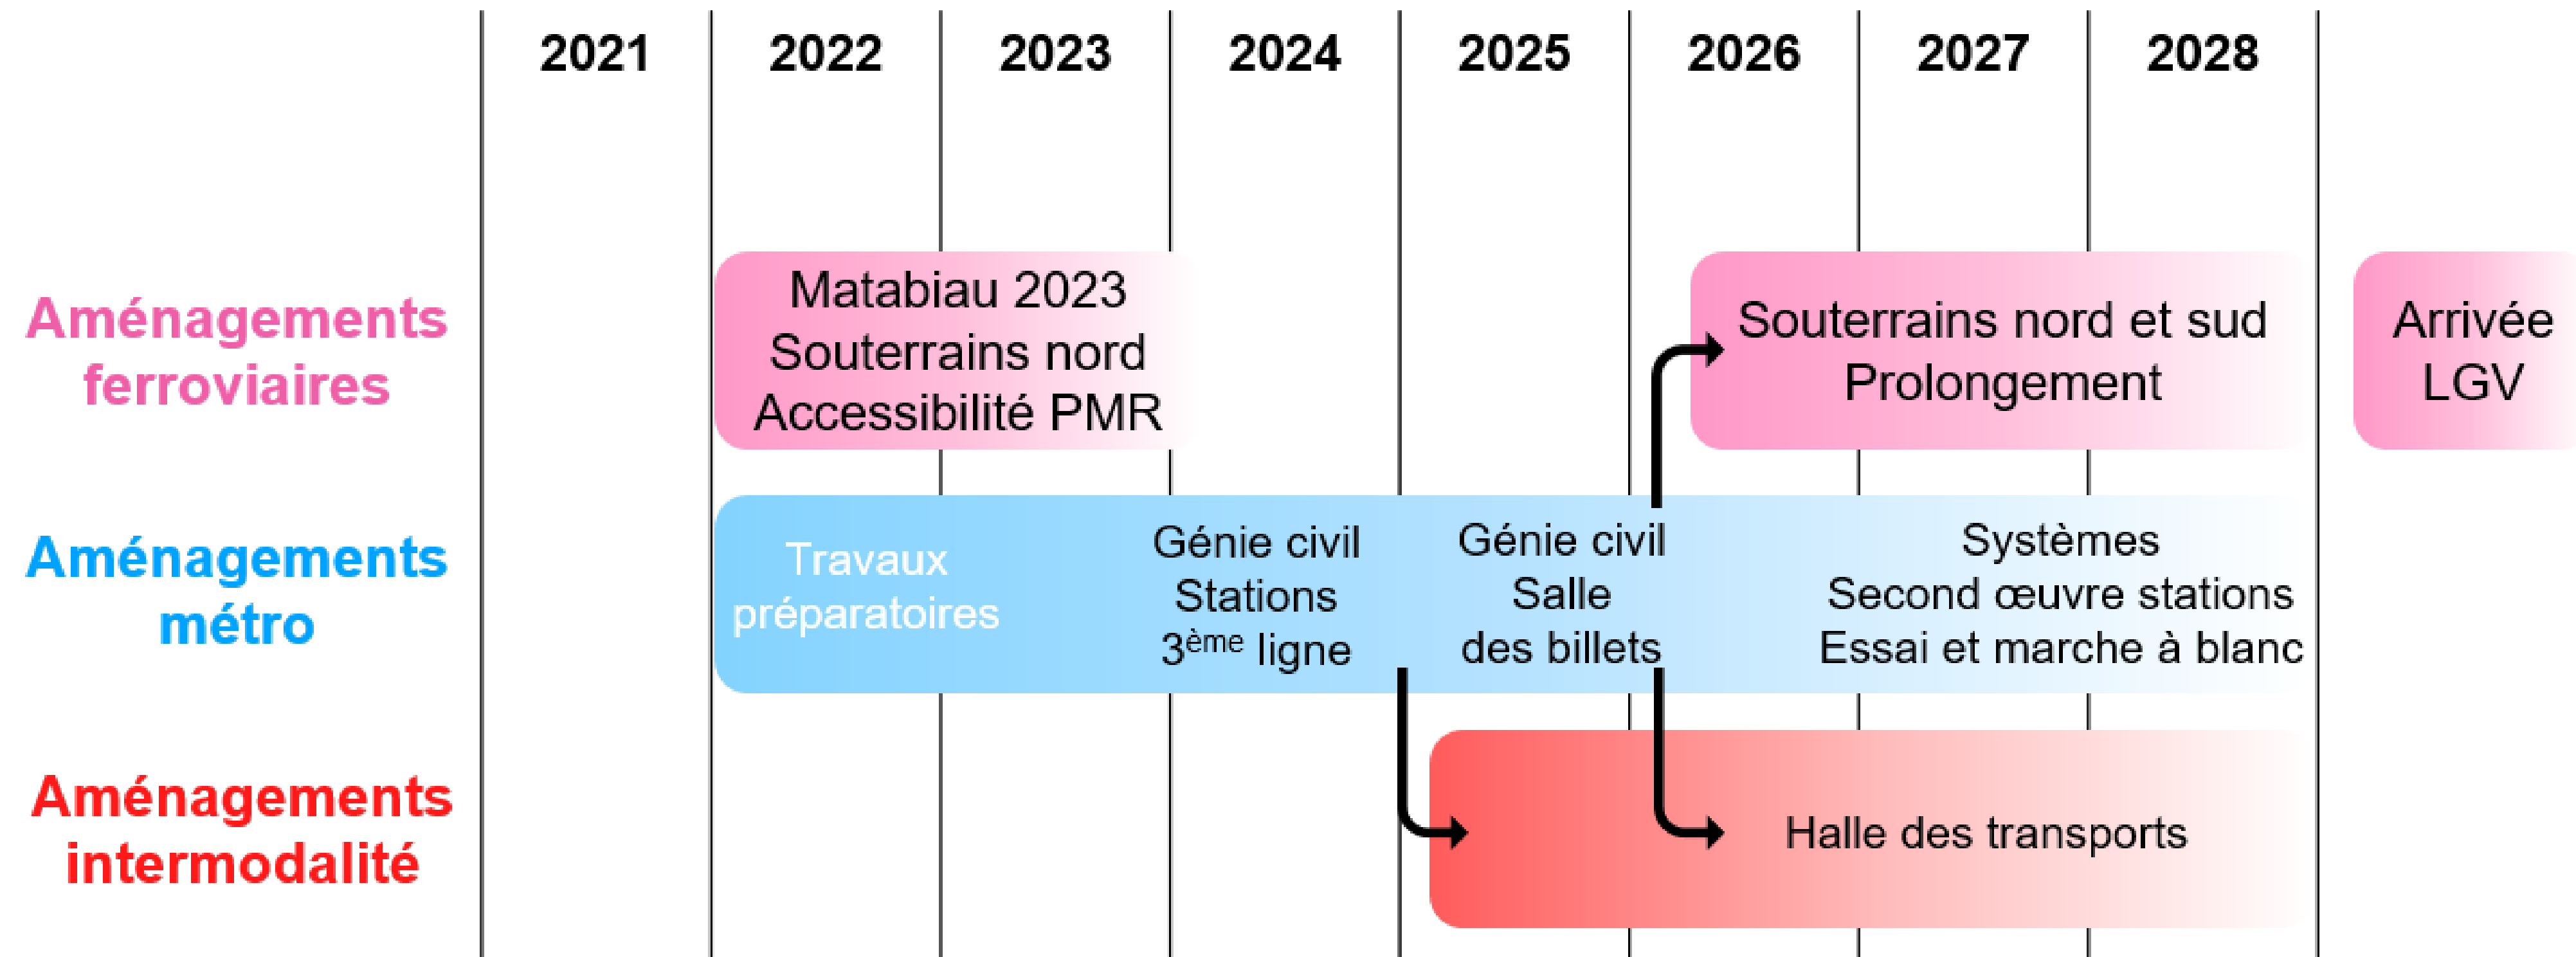 2021 2022 2023 2024 2025 2026 2027 2028
Aménagements
ferroviaires
Matabiau 2023
Souterrains nord
Accessibilité PMR
Souterrains nord et sud
Prolongement
Arrivée
LGV
Aménagements
métro
Travaux
préparatoires
Génie civil
Stations
3ème ligne
Génie civil
Salle
des billets
Systèmes
Second œuvre stations
Essai et marche à blanc
Aménagements
intermodalité
Halle des transports